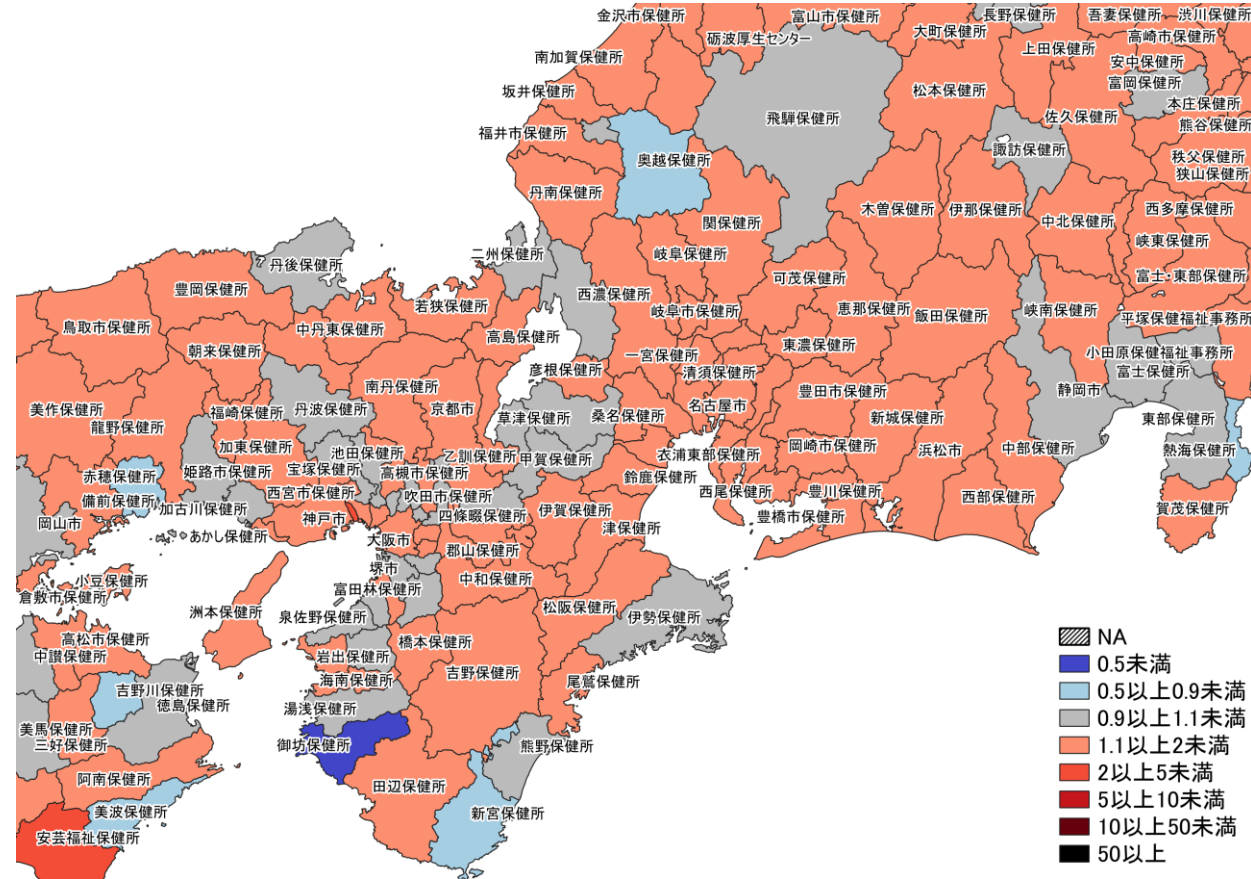 金沢市保健所
富山市保健所
長野保健所
吾妻保健所
渋川保健所
砺波厚生センター
大町保健所
高崎市保健所
南加賀保健所
上田保健所
安中保健所
富岡保健所
坂井保健所
松本保健所
本庄保健所
佐久保健所
飛騨保健所
熊谷保健所
福井市保健所
諏訪保健所
奥越保健所
秩父保健所
狭山保健所
丹南保健所
木曽保健所
伊那保健所
西多摩保健所
関保健所
中北保健所
峡東保健所
二州保健所
岐阜保健所
丹後保健所
可茂保健所
富士・東部保健所
豊岡保健所
西濃保健所
若狭保健所
恵那保健所
岐阜市保健所
飯田保健所
峡南保健所
平塚保健福祉事務所
鳥取市保健所
中丹東保健所
高島保健所
東濃保健所
朝来保健所
一宮保健所
小田原保健福祉事務所
彦根保健所
清須保健所
富士保健所
南丹保健所
豊田市保健所
静岡市
美作保健所
福崎保健所
丹波保健所
京都市
名古屋市
草津保健所
桑名保健所
新城保健所
東部保健所
龍野保健所
加東保健所
岡崎市保健所
浜松市
中部保健所
池田保健所
乙訓保健所
甲賀保健所
衣浦東部保健所
熱海保健所
赤穂保健所
姫路市保健所
宝塚保健所
高槻市保健所
鈴鹿保健所
西宮市保健所
吹田市保健所
西尾保健所
豊川保健所
西部保健所
備前保健所
加古川保健所
伊賀保健所
賀茂保健所
岡山市
神戸市
四條畷保健所
豊橋市保健所
津保健所
あかし保健所
大阪市
郡山保健所
堺市
小豆保健所
中和保健所
倉敷市保健所
富田林保健所
洲本保健所
松阪保健所
泉佐野保健所
伊勢保健所
高松市保健所
橋本保健所
中讃保健所
岩出保健所
吉野保健所
海南保健所
尾鷲保健所
吉野川保健所
徳島保健所
湯浅保健所
美馬保健所
三好保健所
御坊保健所
熊野保健所
阿南保健所
田辺保健所
美波保健所
新宮保健所
安芸福祉保健所
NA
0.5未満
0.5以上0.9未満
0.9以上1.1未満
1.1以上2未満
2以上5未満
5以上10未満
10以上50未満
50以上